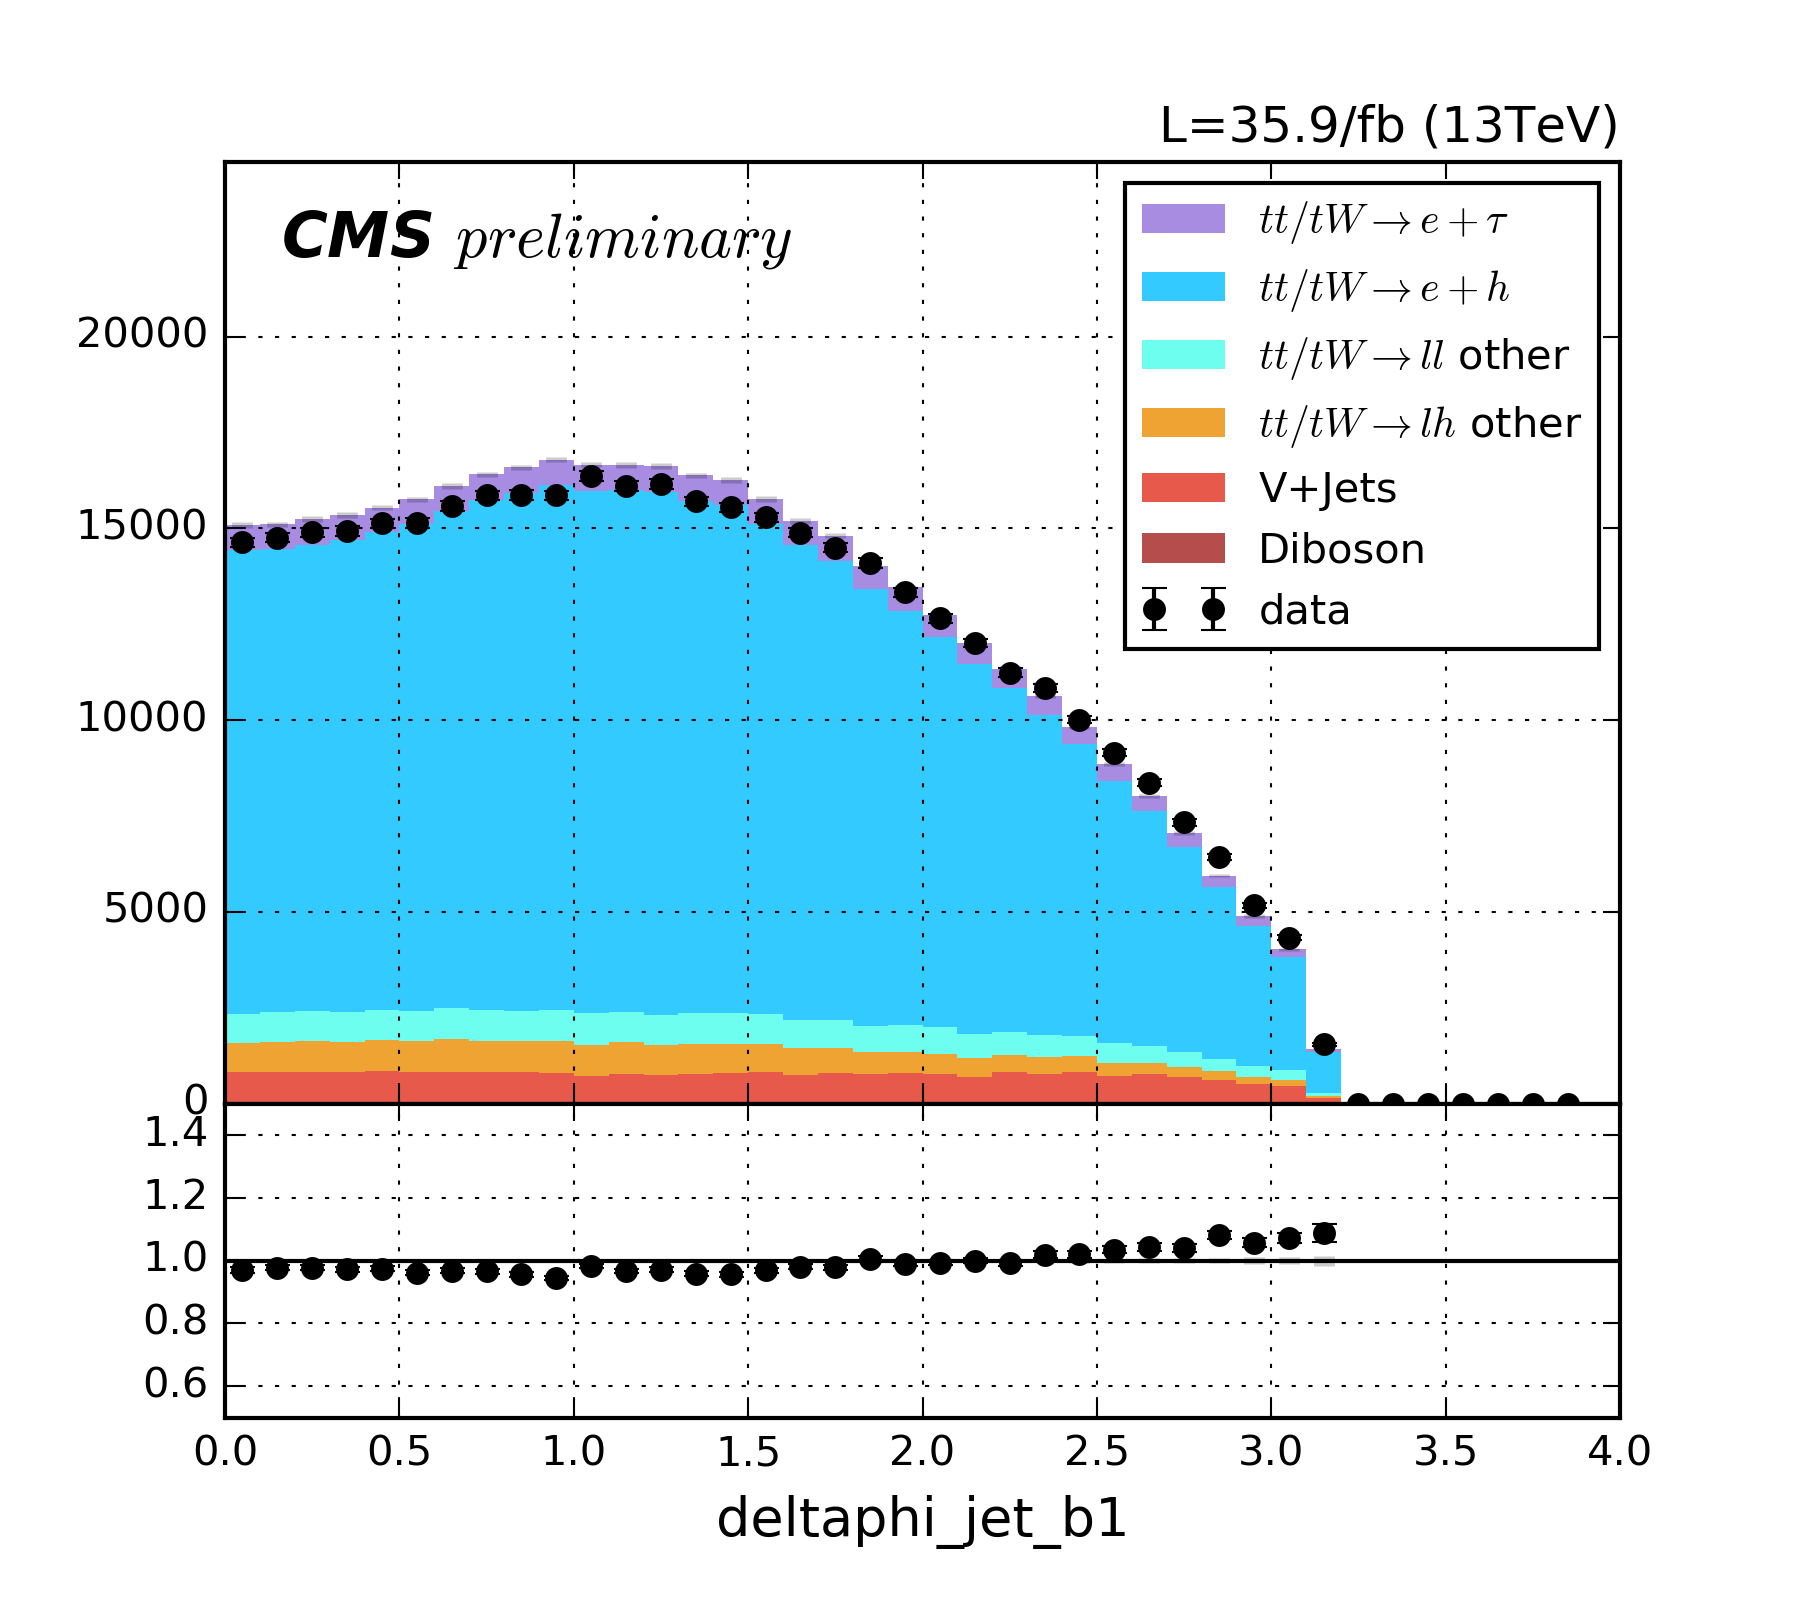 L=35.9/fb (13TeV)
CMS preliminary
tt/tW→e+τ
tt/tW→e+h
tt/tW→ll other
tt/tW→lh other
V+Jets
Diboson
data
20000
15000
10000
5000
0
1.4
1.2
1.0
0.8
0.6
0.0 0.5 1.0 1.5 2.0 2.5 3.0 3.5 4.0
deltaphi_jet_b1